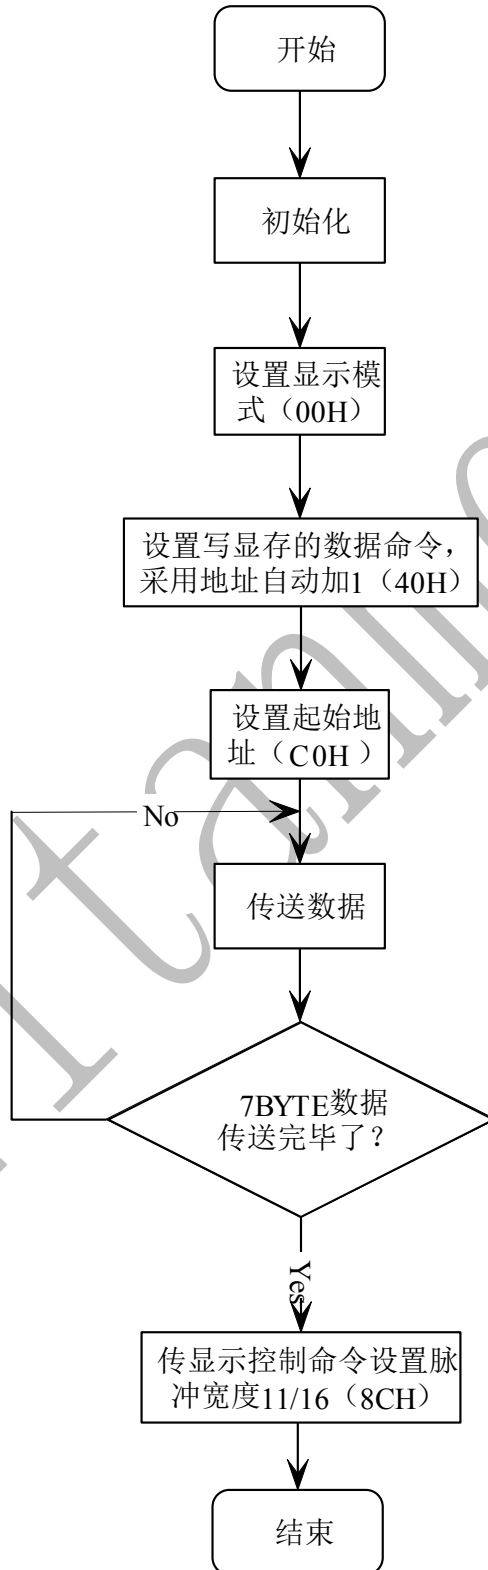 开始
初始化
设置显示模
式（00H）
设置写显存的数据命令，
采用地址自动加1（40H）
设置起始地
址（C0H）
No
传送数据
7BYTE数据
传送完毕了？
Yes
传显示控制命令设置脉
冲宽度11/16（8CH）
结束